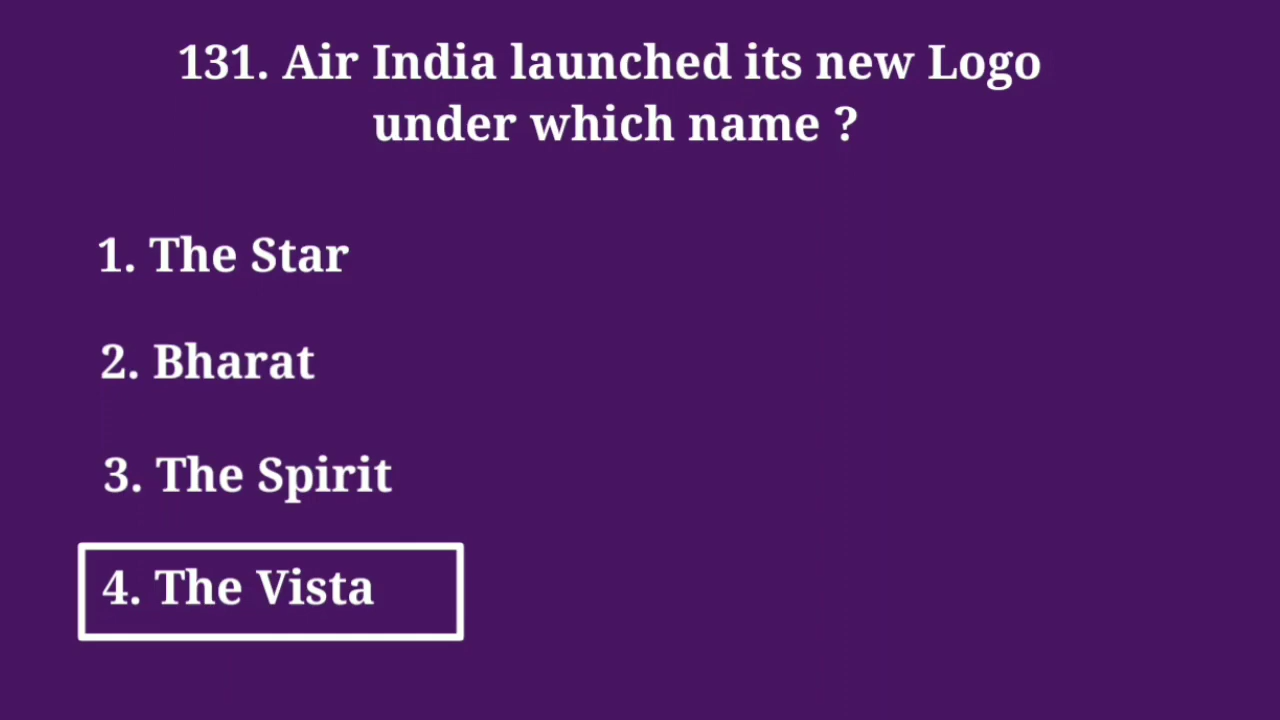 131. Air India launched its new Logo
under which name ?
1. The Star
2. Bharat
3. The Spirit
4. The Vista